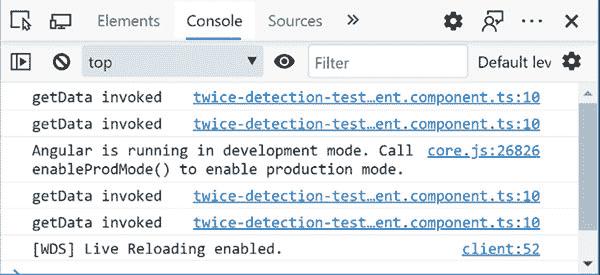 Elements Console Sources
top Filter Default lev
getData invoked twice-detection-test…ent.component.ts:10
getData invoked twice-detection-test…ent.component.ts:10
Angular is running in development mode. Call core.js:26826
enableProdMode() to enable production mode.
getData invoked twice-detection-test…ent.component.ts:10
getData invoked twice-detection-test…ent.component.ts:10
[WDS] Live Reloading enabled. client:52